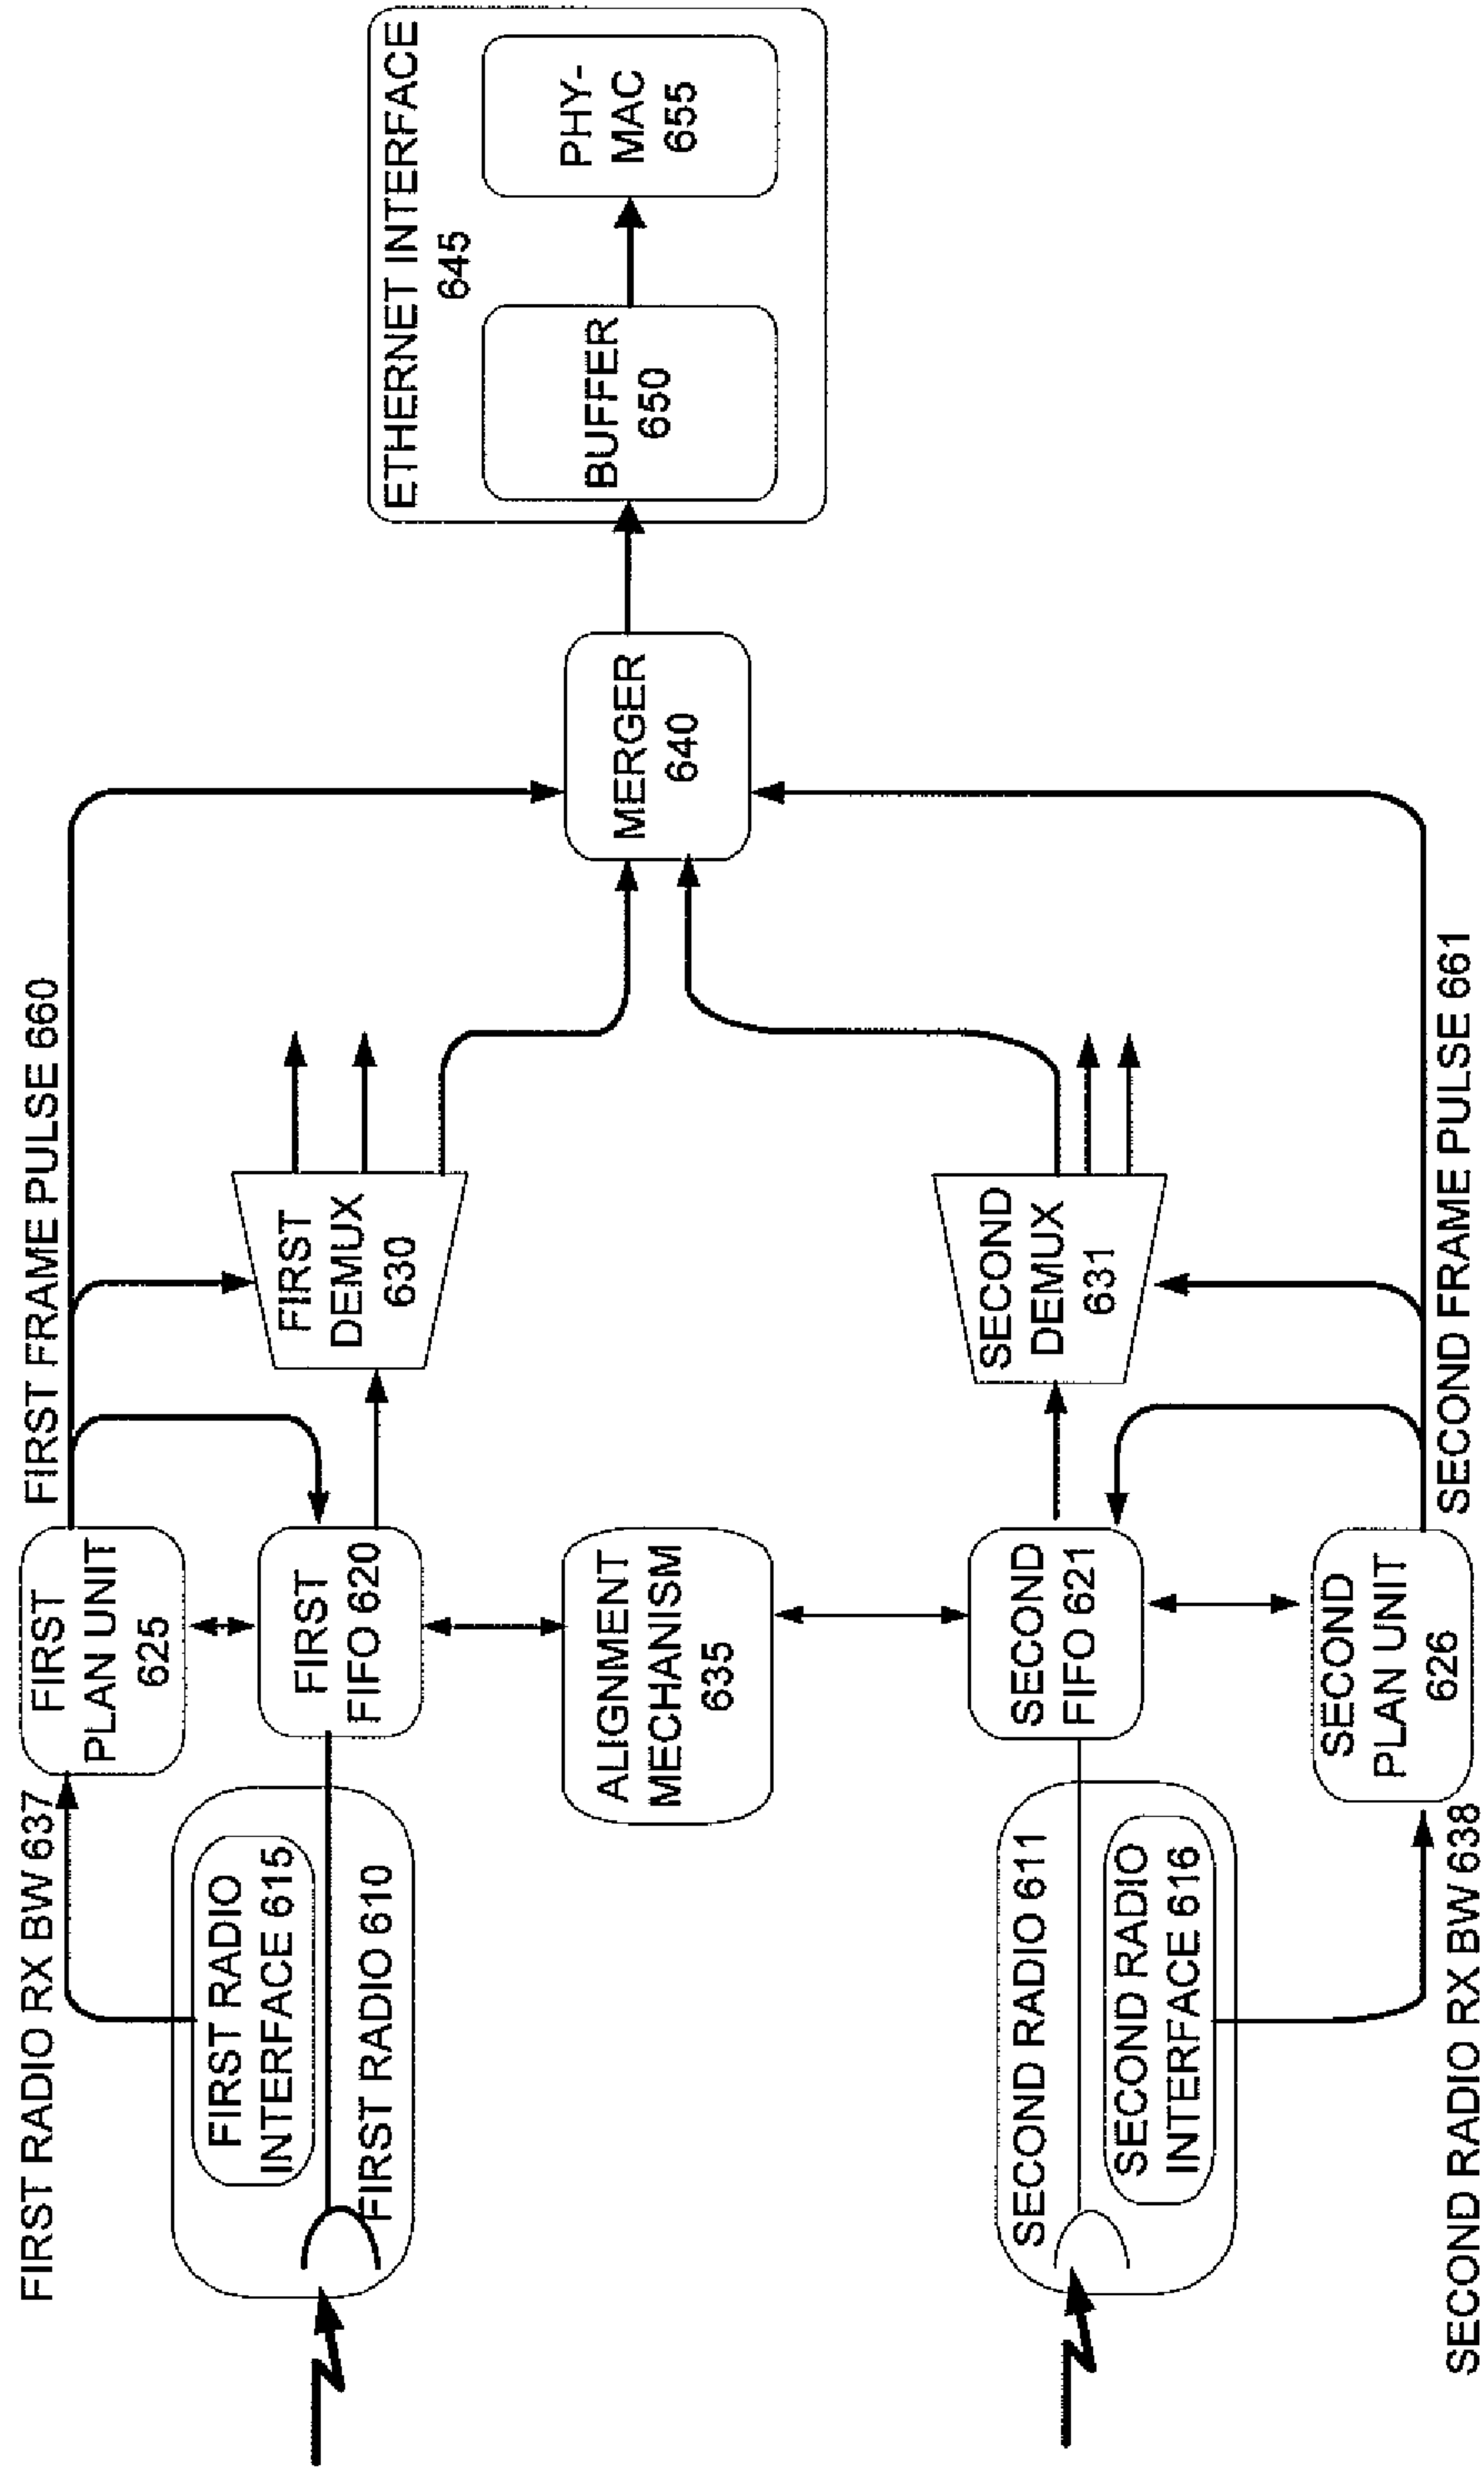 FIRST RADIO RX BW 637
FIRST FRAME PULSE 660
FIRST
PLAN UNIT
625
FIRST RADIO
INTERFACE 615
FIRST RADIO 610
FIRST
FIFO 620
FIRST
DEMUX
630
ETHERNET INTERFACE
645
BUFFER
650
PHY-
MAC
655
MERGER
640
ALIGNMENT
MECHANISM
635
SECOND RADIO 611
SECOND RADIO
INTERFACE 616
SECOND
FIFO 621
SECOND
DEMUX
631
SECOND
PLAN UNIT
626
SECOND RADIO RX BW 638
SECOND FRAME PULSE 661